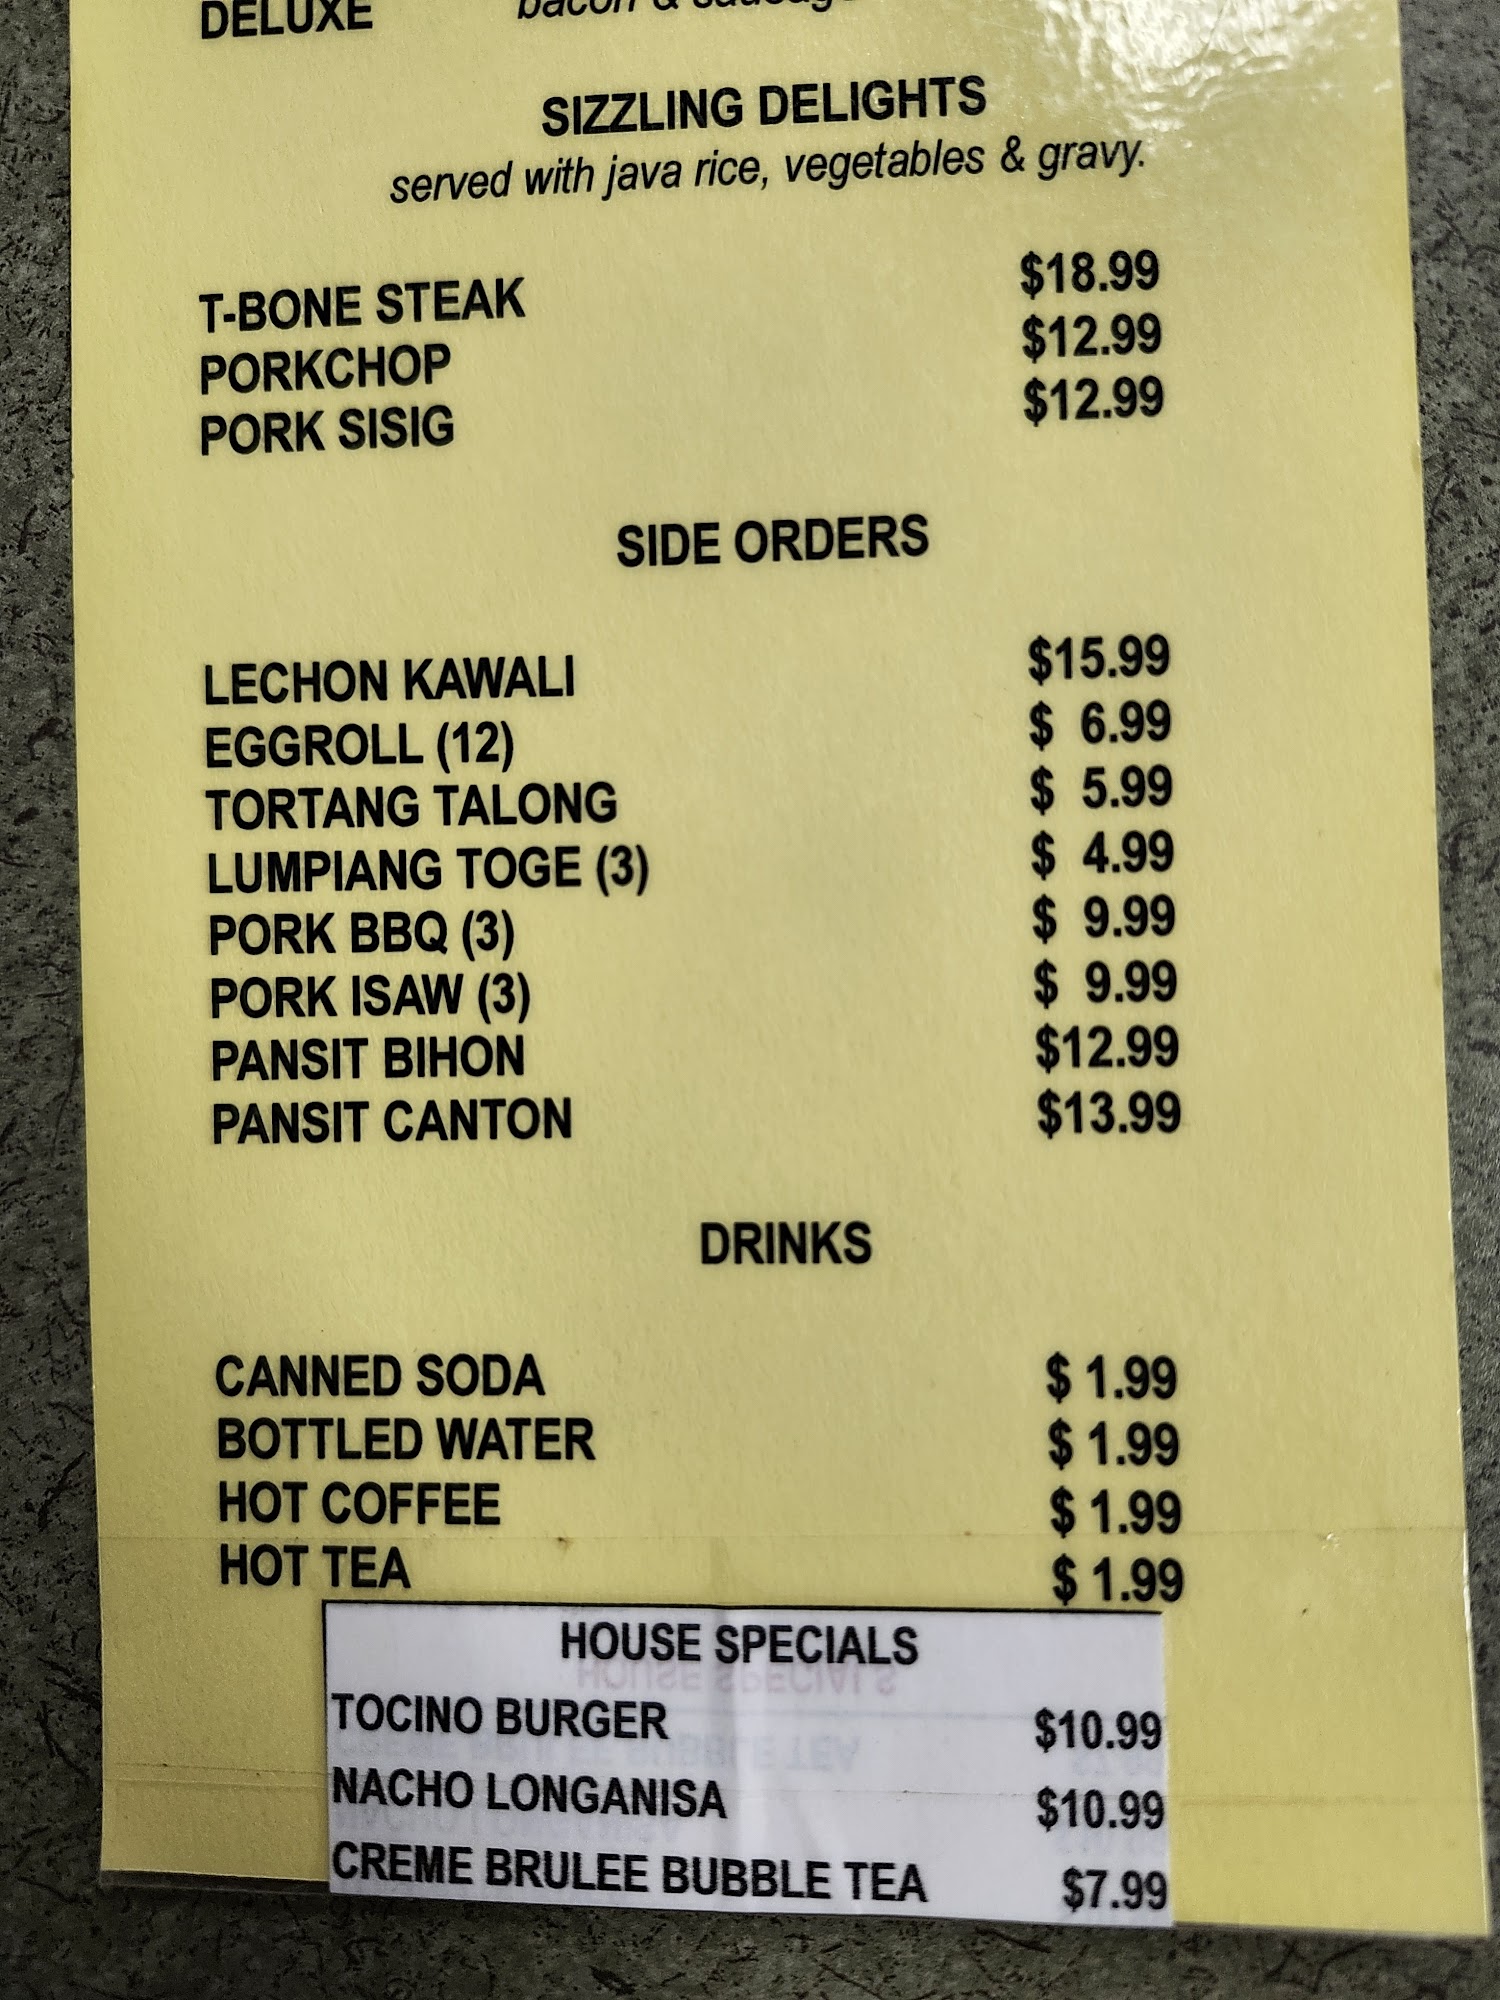 DELUXE bacon &
SIZZLING DELIGHTS
served with java rice, vegetables & gravy.
T-BONE STEAK $18.99
PORKCHOP $12.99
PORK SISIG $12.99
SIDE ORDERS
LECHON KAWALI $15.99
EGGROLL (12) $ 6.99
TORTANG TALONG $ 5.99
LUMPIANG TOGE (3) $ 4.99
PORK BBQ (3) $ 9.99
PORK ISAW (3) $ 9.99
PANSIT BIHON $12.99
PANSIT CANTON $13.99
DRINKS
CANNED SODA $ 1.99
BOTTLED WATER $ 1.99
HOT COFFEE $ 1.99
HOT TEA $ 1.99
HOUSE SPECIALS
TOCINO BURGER $10.99
NACHO LONGANISA $10.99
CREME BRULEE BUBBLE TEA $7.99